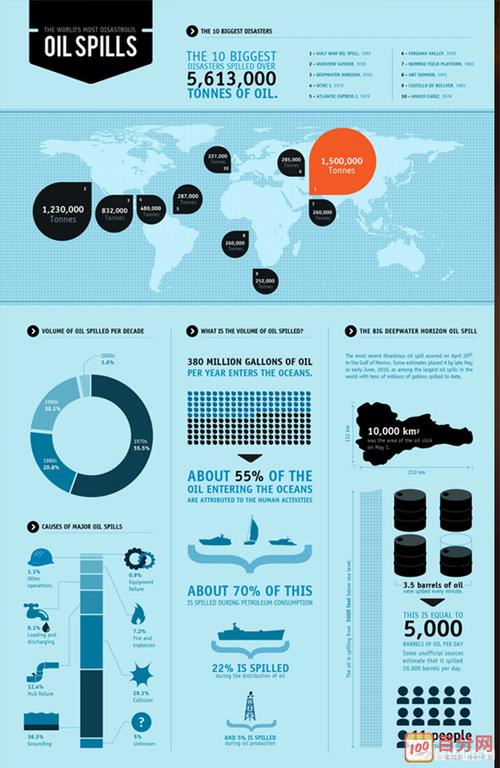 THE WORLD'S MOST DISASTROUS
OIL SPILLS
THE 10 BIGGEST DISASTERS
THE 10 BIGGEST
DISASTERS SPILLED OVER
5,613,000
TONNES OF OIL.
1 - GULF WAR OIL SPILL, 1991
2 - LAKEVIEW GUSHER, 1910
3 - DEEPWATER HORIZON, 2010
4 - IXTOC I, 1979
5 - ATLANTIC EXPRESS I, 1979
6 - FERGANA VALLEY, 1992
7 - NOWRUZ FIELD PLATFORM, 1983
8 - ABT SUMMER, 1991
9 - CASTILLO DE BELLVER, 1983
10 - AMOCO CADIZ, 1978
1,230,000
Tonnes
2
832,000
Tonnes
3
480,000
Tonnes
4
287,000
Tonnes
5
227,000
Tonnes
10
285,000
Tonnes
6
1,500,000
Tonnes
1
7
260,000
Tonnes
8
260,000
Tonnes
9
252,000
Tonnes
VOLUME OF OIL SPILLED PER DECADE
2000s
3.6%
1990s
20.1%
1980s
20.8%
1970s
55.5%
CAUSES OF MAJOR OIL SPILLS
1.1%
Other
operations
0.9%
Equipment
failure
8.1%
Loading and
discharging
7.2%
Fire/explosion
12.4%
Hull failure
29.1%
Collision
36.3%
Grounding
5%
Unknown
WHAT IS THE VOLUME OF OIL SPILLED?
380 MILLION GALLONS OF OIL
PER YEAR ENTERS THE OCEANS.
ABOUT 55% OF THE
OIL ENTERING THE OCEANS
ARE ATTRIBUTED TO THE HUMAN ACTIVITIES
ABOUT 70% OF THIS
IS SPILLED DURING PETROLEUM CONSUMPTION
22% IS SPILLED
during the distribution of oil
AND 5% IS SPILLED
during oil production
THE BIG DEEPWATER HORIZON OIL SPILL
The most recent disastrous oil spill ocurred on April 20th
in the Gulf of Mexico. Some estimates placed it by late May
or early June, 2010, as among the largest oil spills in the
world with tens of millions of gallons spilled to date.
112 km
10,000 km²
was the area of the oil slick
on May 1.
210 km
The oil is spilling from 5000 feet below sea level.
3.5 barrels of oil
were spilled every minute.
THIS IS EQUAL TO
5,000
BARRELS OF OIL PER DAY
Some unofficial sources
estimate that it spilled
20,000 barrels per day.
11 people
100
百分网